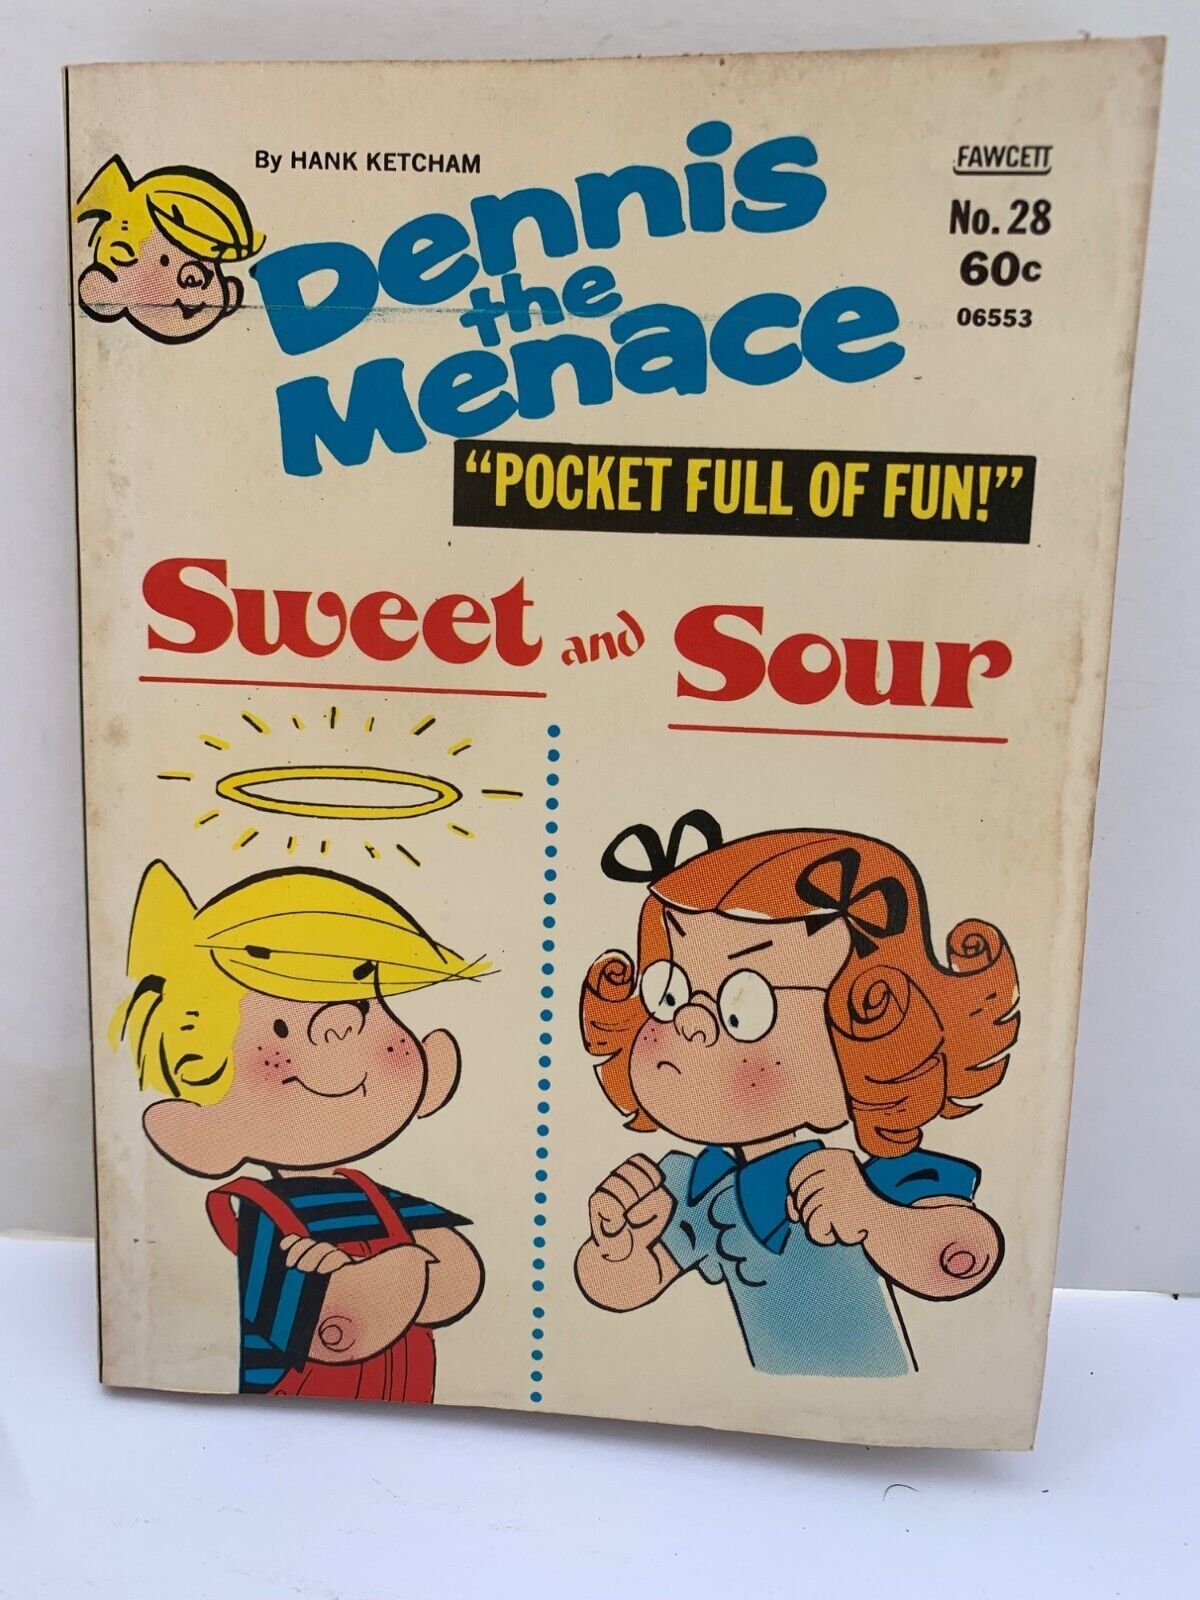 By HANK KETCHAM
Dennis
the
Menace
FAWCETT
No. 28
60c
06553
"POCKET FULL OF FUN!"
Sweet and Sour